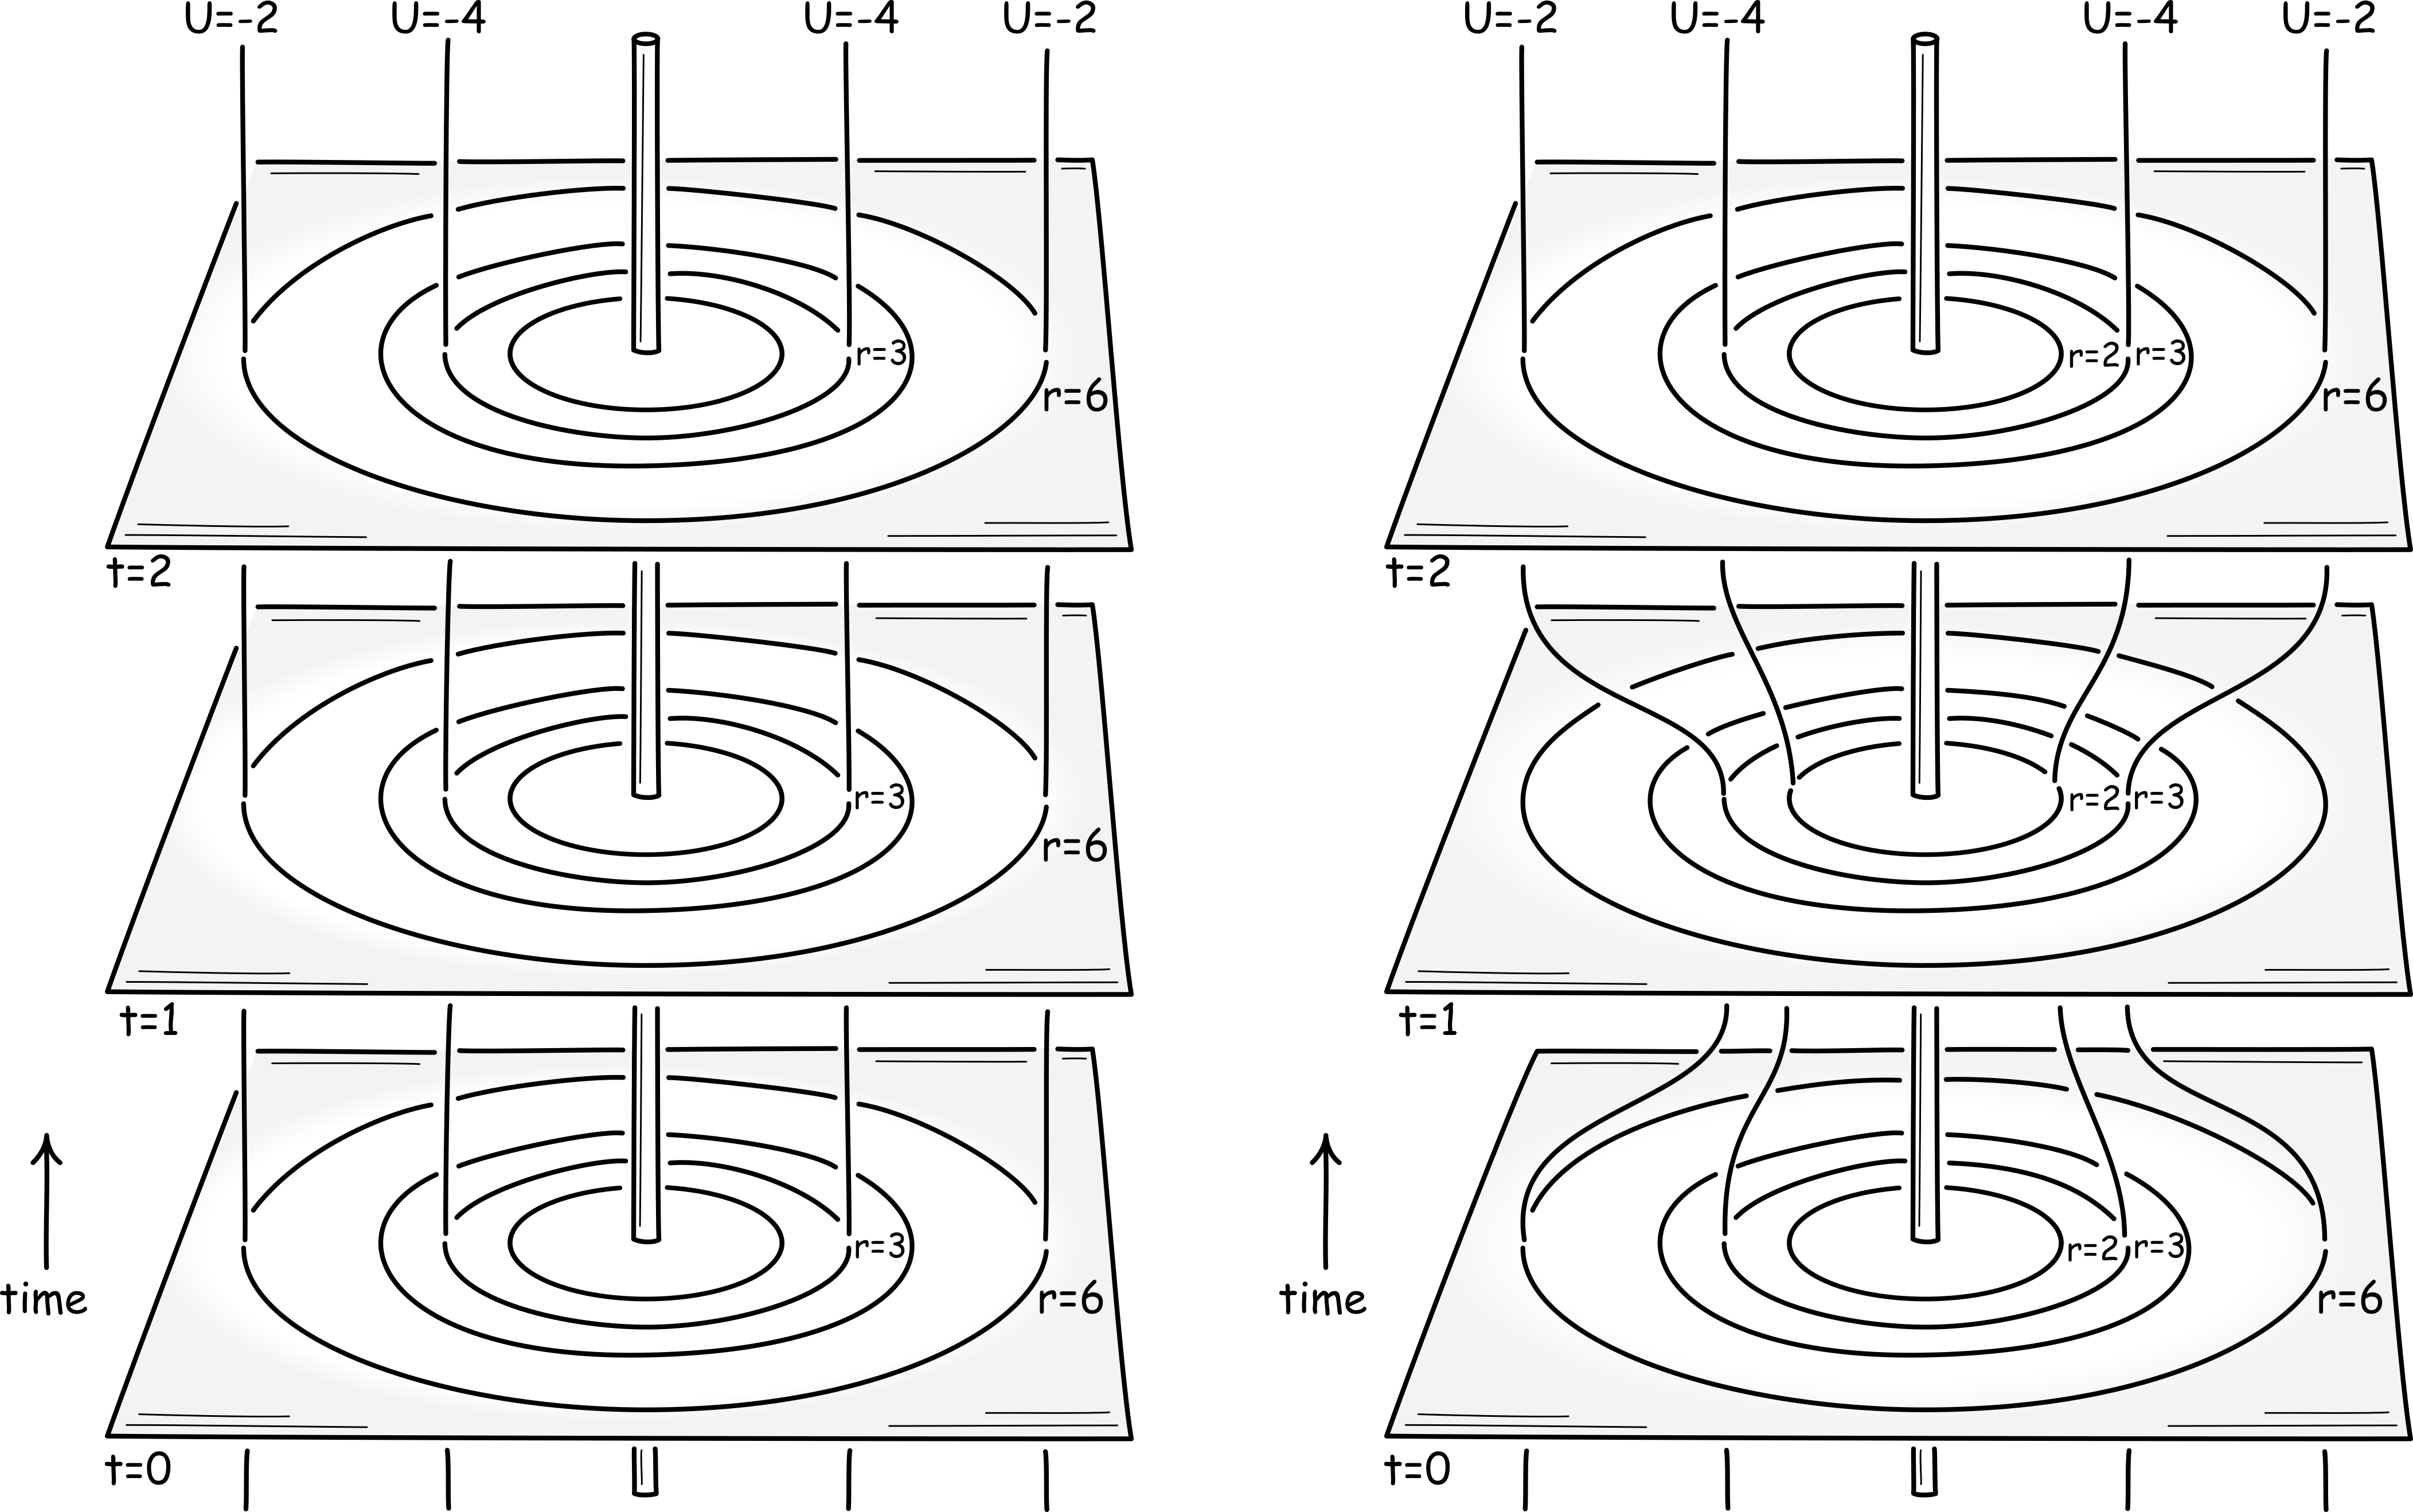 U=-2 U=-4 U=-4 U=-2
r=3
r=6
t=2
r=3
r=6
t=1
r=3
time
r=6
t=0
U=-2 U=-4 U=-4 U=-2
r=2 r=3
r=6
t=2
r=2 r=3
t=1
r=2 r=3
time
r=6
t=0